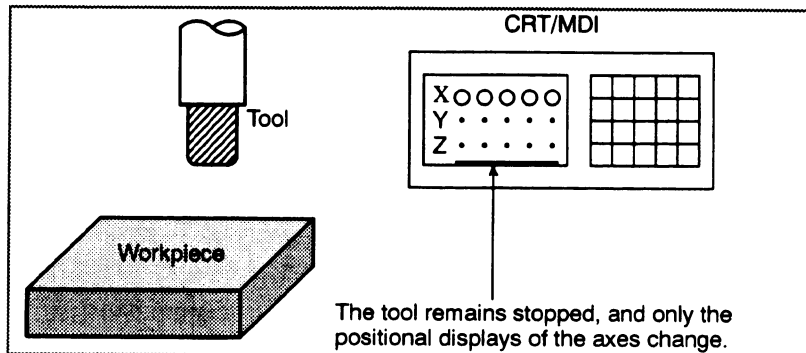 CRT/MDI
Tool
X
Y
Z
Workpiece
The tool remains stopped, and only the
positional displays of the axes change.